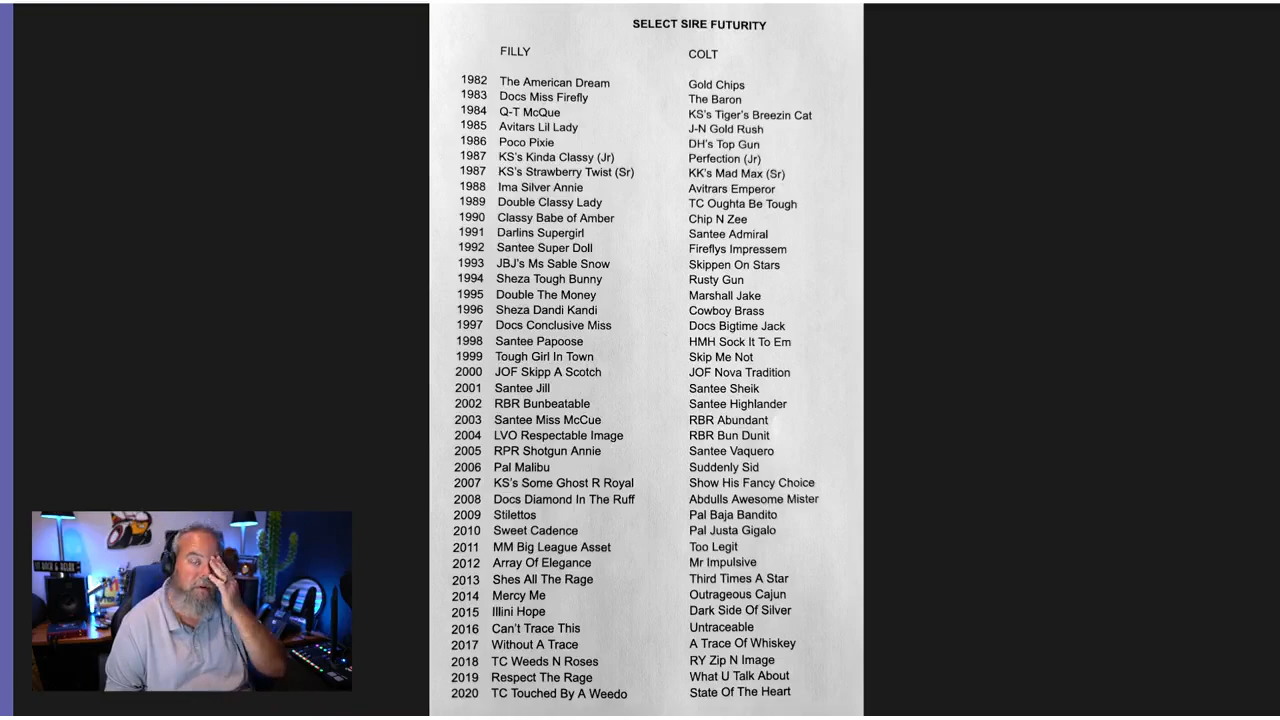 SELECT SIRE FUTURITY
FILLY COLT
1982 The American Dream Gold Chips
1983 Docs Miss Firefly The Baron
1984 Q-T McQue KS's Tiger's Breezin Cat
1985 Avitars Lil Lady J-N Gold Rush
1986 Poco Pixie DH's Top Gun
1987 KS's Kinda Classy (Jr) Perfection (Jr)
1987 KS's Strawberry Twist (Sr) KK's Mad Max (Sr)
1988 Ima Silver Annie Avitrars Emperor
1989 Double Classy Lady TC Oughta Be Tough
1990 Classy Babe of Amber Chip N Zee
1991 Darlins Supergirl Santee Admiral
1992 Santee Super Doll Fireflys Impressem
1993 JBJ's Ms Sable Snow Skippen On Stars
1994 Sheza Tough Bunny Rusty Gun
1995 Double The Money Marshall Jake
1996 Sheza Dandi Kandi Cowboy Brass
1997 Docs Conclusive Miss Docs Bigtime Jack
1998 Santee Papoose HMH Sock It To Em
1999 Tough Girl In Town Skip Me Not
2000 JOF Skipp A Scotch JOF Nova Tradition
2001 Santee Jill Santee Sheik
2002 RBR Bunbeatable Santee Highlander
2003 Santee Miss McCue RBR Abundant
2004 LVO Respectable Image RBR Bun Dunit
2005 RPR Shotgun Annie Santee Vaquero
2006 Pal Malibu Suddenly Sid
2007 KS's Some Ghost R Royal Show His Fancy Choice
2008 Docs Diamond In The Ruff Abdulls Awesome Mister
2009 Stilettos Pal Baja Bandito
2010 Sweet Cadence Pal Justa Gigalo
2011 MM Big League Asset Too Legit
2012 Array Of Elegance Mr Impulsive
2013 Shes All The Rage Third Times A Star
2014 Mercy Me Outrageous Cajun
2015 Illini Hope Dark Side Of Silver
2016 Can't Trace This Untraceable
2017 Without A Trace A Trace Of Whiskey
2018 TC Weeds N Roses RY Zip N Image
2019 Respect The Rage What U Talk About
2020 TC Touched By A Weedo State Of The Heart